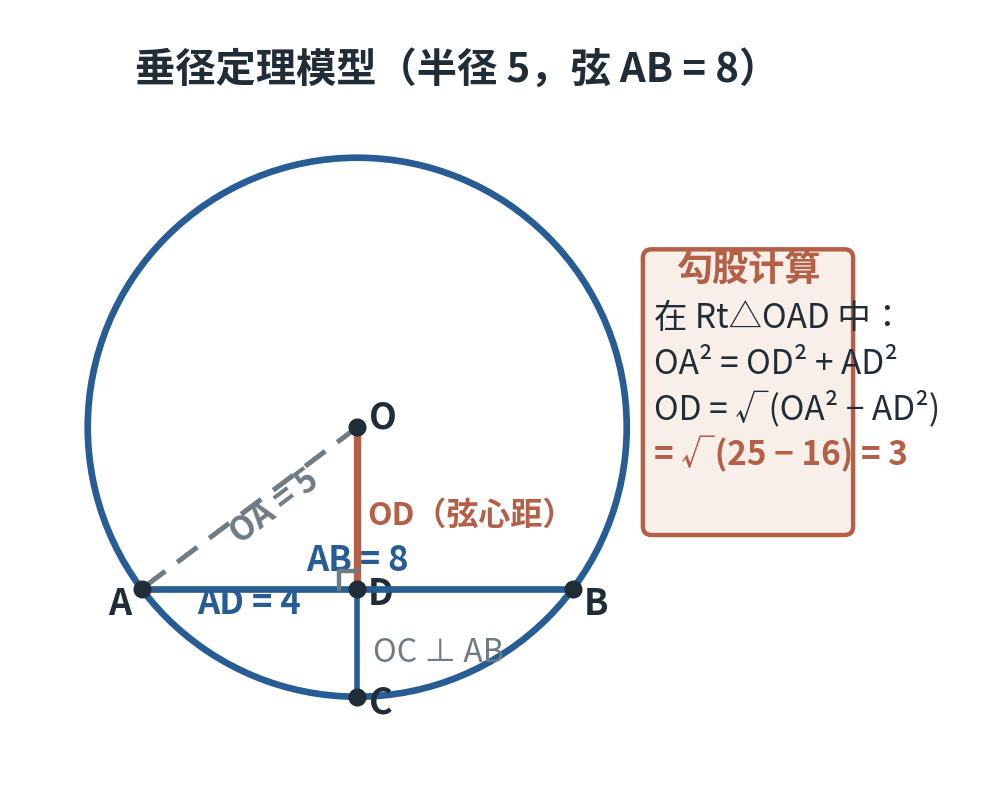 垂径定理模型（半径 5，弦 AB = 8）
勾股计算
在 Rt△OAD 中：
OA² = OD² + AD²
OD = √(OA² − AD²)
= √(25 − 16) = 3
O
OA = 5
OD（弦心距）
AB = 8
A
AD = 4
D
B
OC ⊥ AB
C